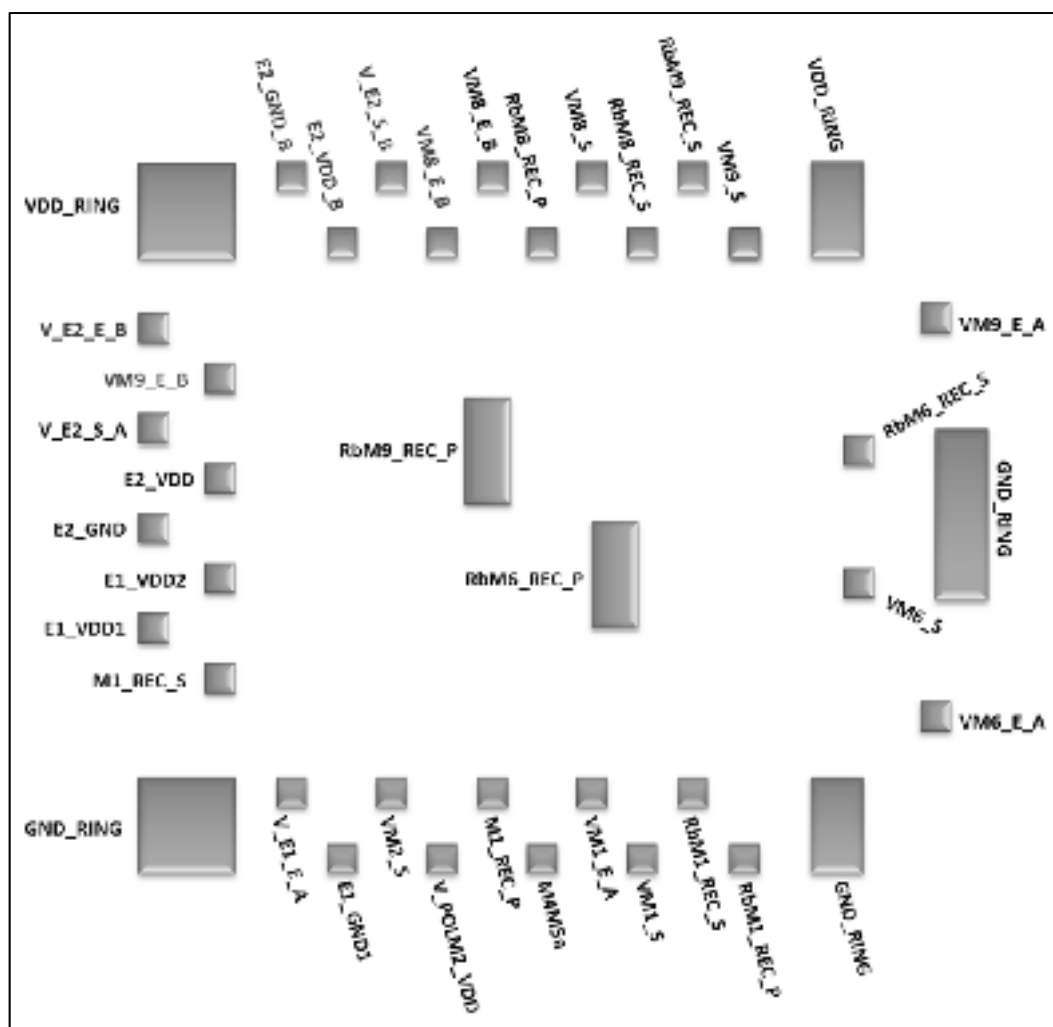 E2_GND_B
E2_VDD_B
V_E2_S_B
VM8_E_B
VM8_E_B
RbM8_REC_P
VM8_S
RbM8_REC_S
RbM9_REC_S
VM9_S
VDD_RING
VDD_RING
V_E2_E_B
VM9_E_B
V_E2_S_A
E2_VDD
E2_GND
E1_VDD2
E1_VDD1
M1_REC_S
GND_RING
RbM9_REC_P
RbM6_REC_P
VM9_E_A
RbM6_REC_S
GND_RING
VM6_S
VM6_E_A
V_E1_E_A
E1_GND1
VM2_S
V_POLM2_VDD
M1_REC_P
M4M5a
VM1_E_A
VM1_S
RbM1_REC_S
RbM1_REC_P
GND_RING